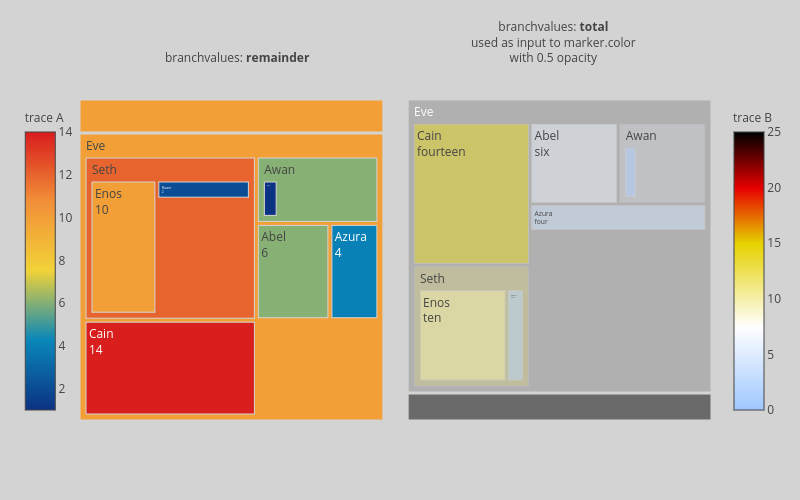 branchvalues: remainder
branchvalues: total
used as input to marker.color
with 0.5 opacity
trace A
14
12
10
8
6
4
2
Eve
Seth
Enos
10
Awan
Abel
6
Azura
4
Cain
14
Eve
Cain
fourteen
Abel
six
Awan
Azura
four
Seth
Enos
ten
trace B
25
20
15
10
5
0